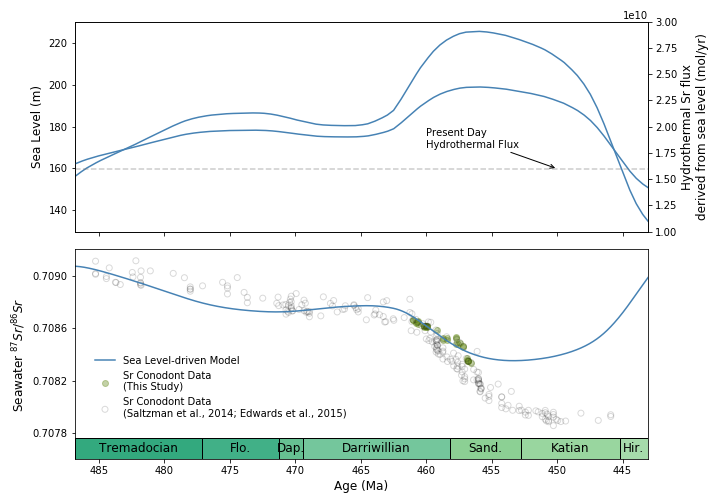 1e10
220
200
180
160
140
Sea Level (m)
Present Day
Hydrothermal Flux
3.00
2.75
2.50
2.25
2.00
1.75
1.50
1.25
1.00
Hydrothermal Sr flux
derived from sea level (mol/yr)
0.7090
0.7086
0.7082
0.7078
Seawater ⁸⁷Sr/⁸⁶Sr
Sea Level-driven Model
Sr Conodont Data
(This Study)
Sr Conodont Data
(Saltzman et al., 2014; Edwards et al., 2015)
Tremadocian Flo. Dap. Darriwillian Sand. Katian Hir.
485 480 475 470 465 460 455 450 445
Age (Ma)